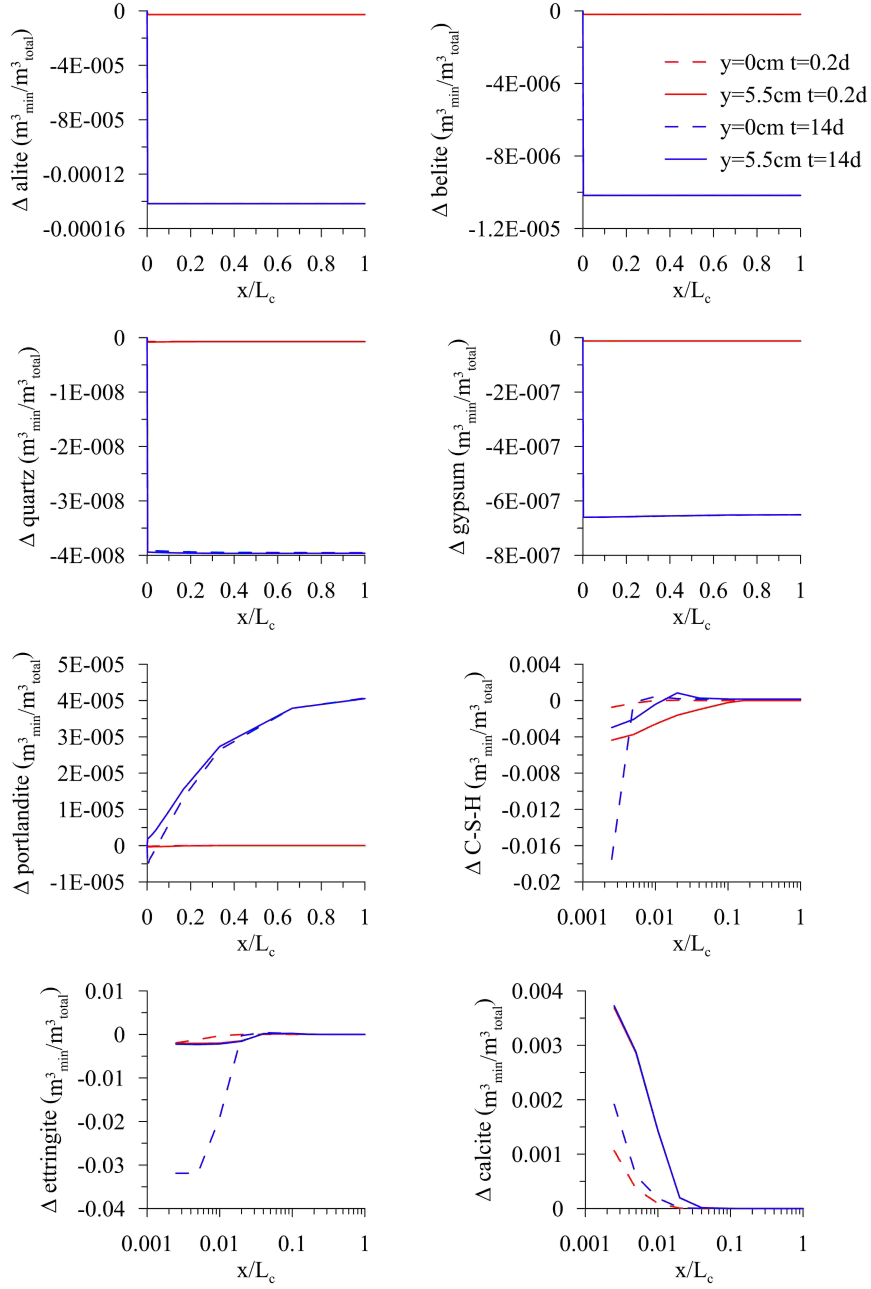 Δ alite (m³min/m³total)
0
-4E-005
-8E-005
-0.00012
-0.00016
0 0.2 0.4 0.6 0.8 1
x/Lc
Δ belite (m³min/m³total)
0
-4E-006
-8E-006
-1.2E-005
0 0.2 0.4 0.6 0.8 1
x/Lc
y=0cm t=0.2d
y=5.5cm t=0.2d
y=0cm t=14d
y=5.5cm t=14d
Δ quartz (m³min/m³total)
0
-1E-008
-2E-008
-3E-008
-4E-008
0 0.2 0.4 0.6 0.8 1
x/Lc
Δ gypsum (m³min/m³total)
0
-2E-007
-4E-007
-6E-007
-8E-007
0 0.2 0.4 0.6 0.8 1
x/Lc
Δ portlandite (m³min/m³total)
5E-005
4E-005
3E-005
2E-005
1E-005
0
-1E-005
0 0.2 0.4 0.6 0.8 1
x/Lc
Δ C-S-H (m³min/m³total)
0.004
0
-0.004
-0.008
-0.012
-0.016
-0.02
0.001 0.01 0.1 1
x/Lc
Δ ettringite (m³min/m³total)
0.01
0
-0.01
-0.02
-0.03
-0.04
0.001 0.01 0.1 1
x/Lc
Δ calcite (m³min/m³total)
0.004
0.003
0.002
0.001
0
0.001 0.01 0.1 1
x/Lc